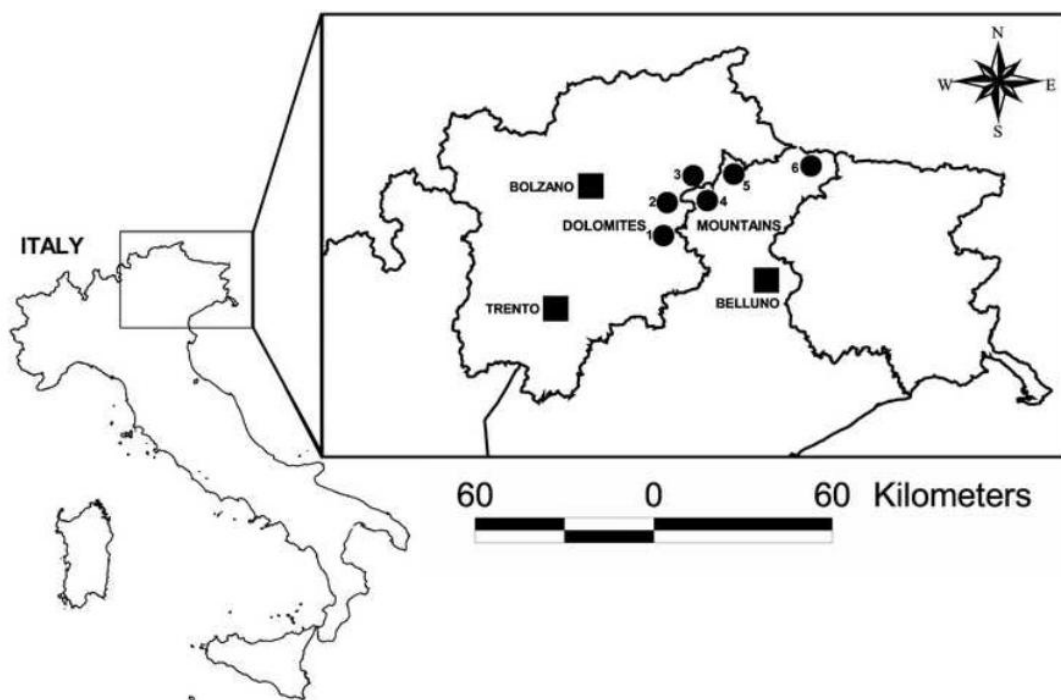 N
W E
S
6
3 5
BOLZANO
2 4
ITALY
DOLOMITES MOUNTAINS
1
TRENTO
BELLUNO
60 0 60 Kilometers